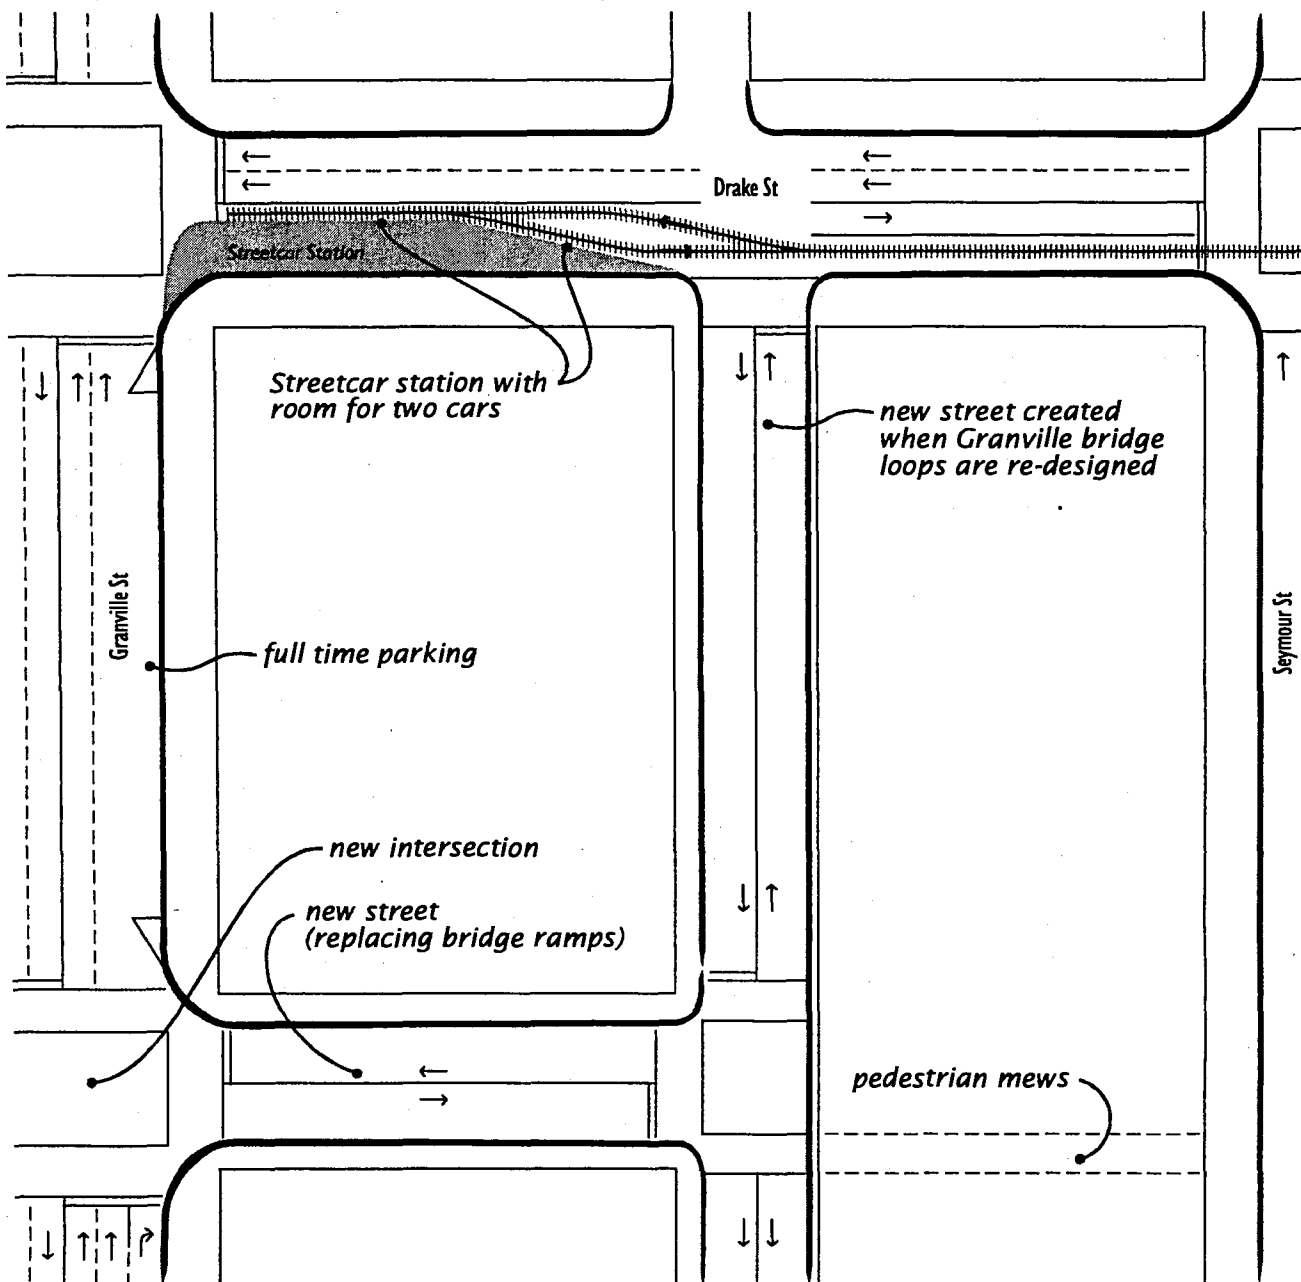 Drake St
Streetcar Station
Streetcar station with
room for two cars
new street created
when Granville bridge
loops are re-designed
Granville St
Seymour St
full time parking
new intersection
new street
(replacing bridge ramps)
pedestrian mews